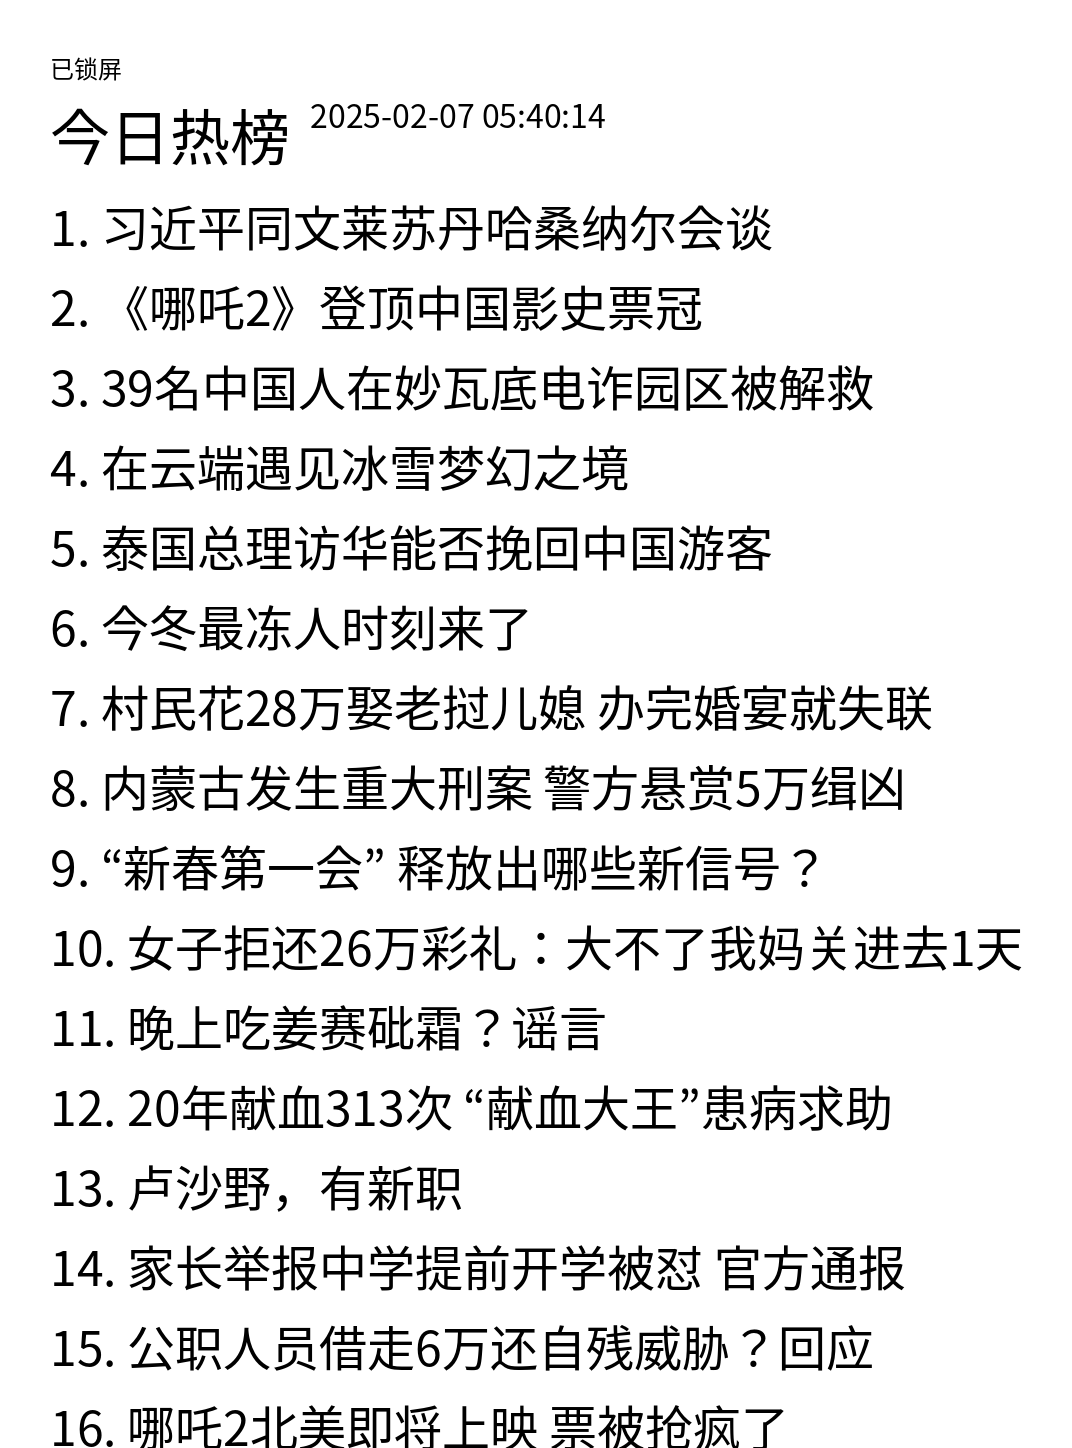 已锁屏
今日热榜 2025-02-07 05:40:14
1. 习近平同文莱苏丹哈桑纳尔会谈
2. 《哪吒2》登顶中国影史票冠
3. 39名中国人在妙瓦底电诈园区被解救
4. 在云端遇见冰雪梦幻之境
5. 泰国总理访华能否挽回中国游客
6. 今冬最冻人时刻来了
7. 村民花28万娶老挝儿媳 办完婚宴就失联
8. 内蒙古发生重大刑案 警方悬赏5万缉凶
9. “新春第一会” 释放出哪些新信号？
10. 女子拒还26万彩礼：大不了我妈关进去1天
11. 晚上吃姜赛砒霜？谣言
12. 20年献血313次 “献血大王”患病求助
13. 卢沙野，有新职
14. 家长举报中学提前开学被怼 官方通报
15. 公职人员借走6万还自残威胁？回应
16. 哪吒2北美即将上映 票被抢疯了